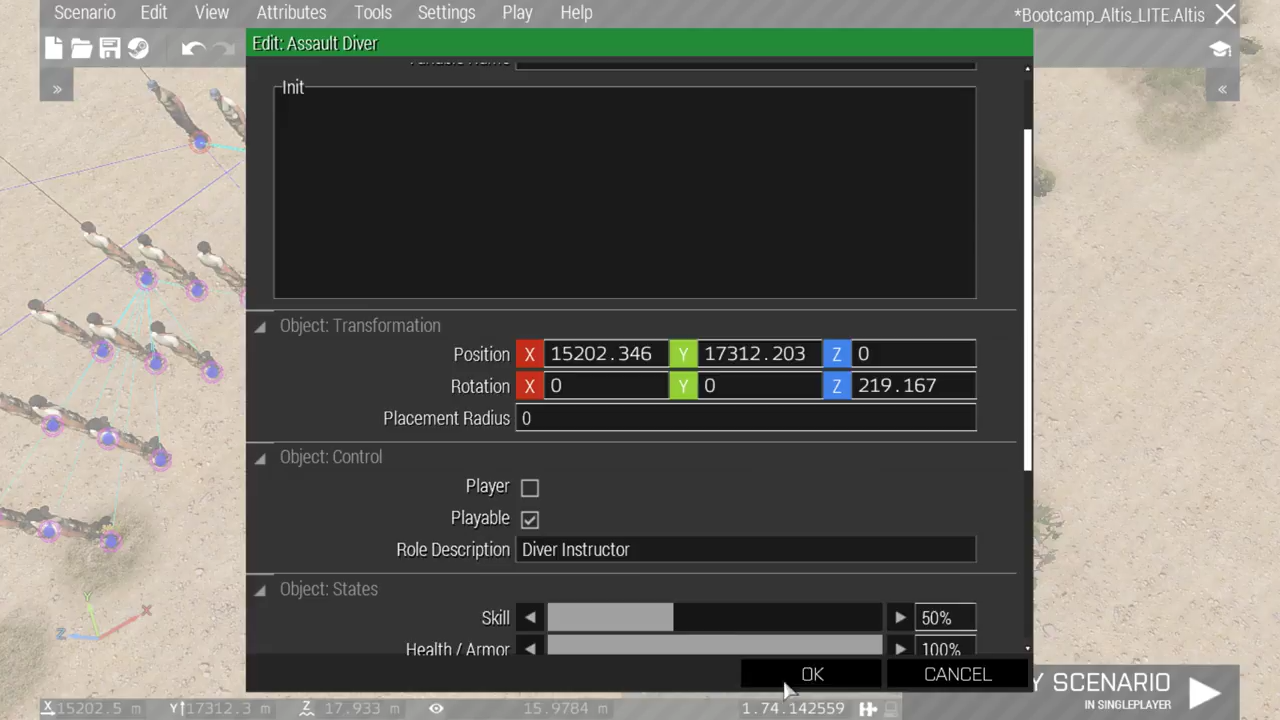 Scenario Edit View Attributes Tools Settings Play Help *Bootcamp_Altis_LITE.Altis
Edit: Assault Diver
Init
Object: Transformation
Position X 15202.346 Y 17312.203 Z 0
Rotation X 0 Y 0 Z 219.167
Placement Radius 0
Object: Control
Player
Playable
Role Description Diver Instructor
Object: States
Skill 50%
Health / Armor 100%
OK CANCEL
Y SCENARIO
IN SINGLEPLAYER
X 15202.5 m Y 17312.3 m Z 17.933 m 15.9784 m 1.74.142559
Y
X
Z